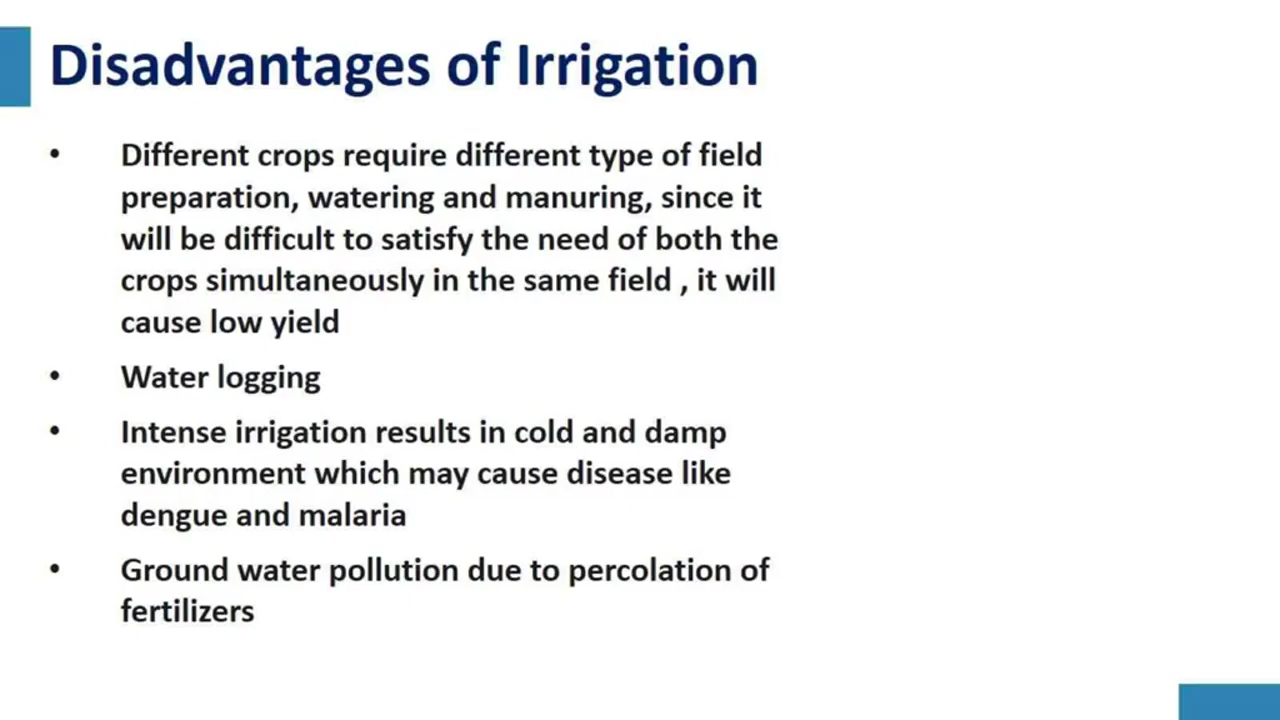 Disadvantages of Irrigation
• Different crops require different type of field
preparation, watering and manuring, since it
will be difficult to satisfy the need of both the
crops simultaneously in the same field , it will
cause low yield
• Water logging
• Intense irrigation results in cold and damp
environment which may cause disease like
dengue and malaria
• Ground water pollution due to percolation of
fertilizers